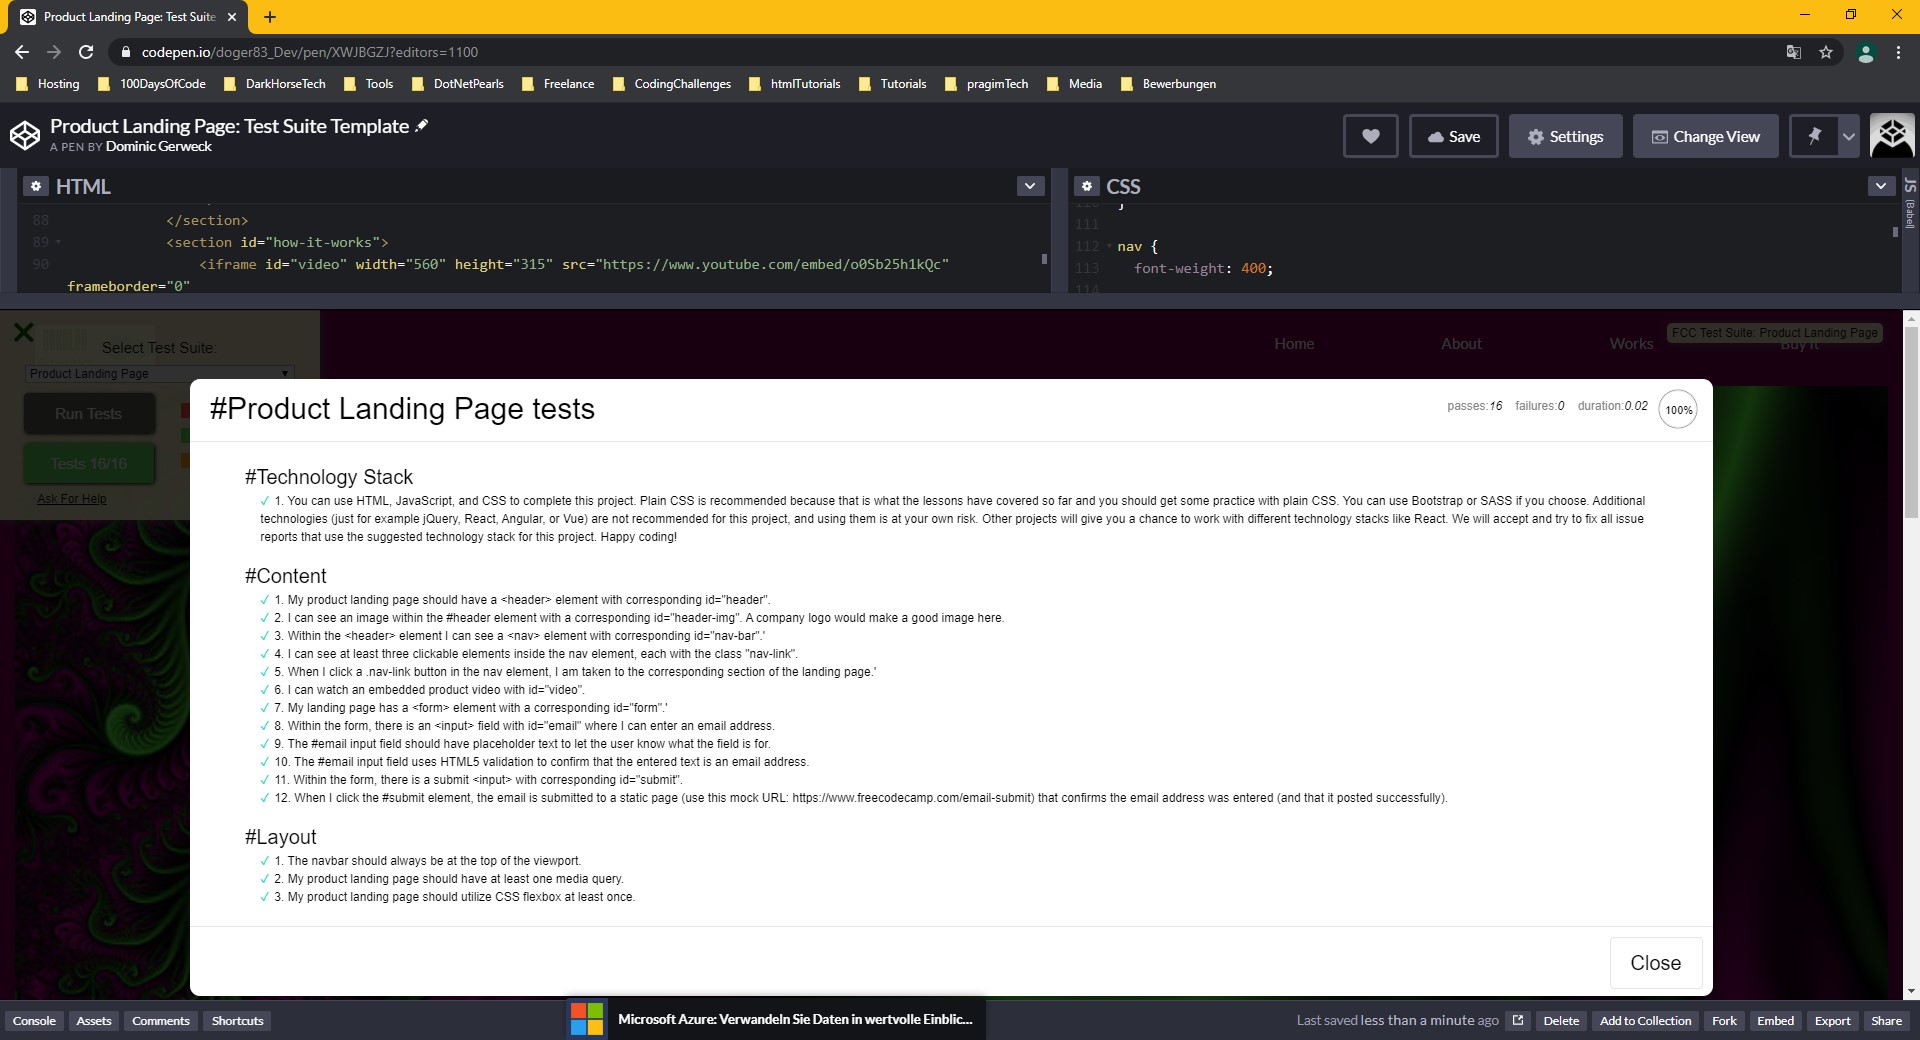 Product Landing Page: Test Suite
codepen.io/doger83_Dev/pen/XWJBGZJ?editors=1100
Hosting 100DaysOfCode DarkHorseTech Tools DotNetPearls Freelance CodingChallenges htmlTutorials Tutorials pragimTech Media Bewerbungen
Product Landing Page: Test Suite Template
A PEN BY Dominic Gerweck
Save Settings Change View
HTML
88 </section>
89 <section id="how-it-works">
90 <iframe id="video" width="560" height="315" src="https://www.youtube.com/embed/o0Sb25h1kQc"
frameborder="0"
CSS
110 }
111
112 nav {
113 font-weight: 400;
114
JS (Babel)
Select Test Suite:
Product Landing Page
Run Tests
Tests 16/16
Ask For Help
Home About Works Buy It
FCC Test Suite: Product Landing Page
#Product Landing Page tests
passes:16 failures:0 duration:0.02 100%
#Technology Stack
✓ 1. You can use HTML, JavaScript, and CSS to complete this project. Plain CSS is recommended because that is what the lessons have covered so far and you should get some practice with plain CSS. You can use Bootstrap or SASS if you choose. Additional
technologies (just for example jQuery, React, Angular, or Vue) are not recommended for this project, and using them is at your own risk. Other projects will give you a chance to work with different technology stacks like React. We will accept and try to fix all issue
reports that use the suggested technology stack for this project. Happy coding!
#Content
✓ 1. My product landing page should have a <header> element with corresponding id="header".
✓ 2. I can see an image within the #header element with a corresponding id="header-img". A company logo would make a good image here.
✓ 3. Within the <header> element I can see a <nav> element with corresponding id="nav-bar".'
✓ 4. I can see at least three clickable elements inside the nav element, each with the class "nav-link".
✓ 5. When I click a .nav-link button in the nav element, I am taken to the corresponding section of the landing page.'
✓ 6. I can watch an embedded product video with id="video".
✓ 7. My landing page has a <form> element with a corresponding id="form".'
✓ 8. Within the form, there is an <input> field with id="email" where I can enter an email address.
✓ 9. The #email input field should have placeholder text to let the user know what the field is for.
✓ 10. The #email input field uses HTML5 validation to confirm that the entered text is an email address.
✓ 11. Within the form, there is a submit <input> with corresponding id="submit".
✓ 12. When I click the #submit element, the email is submitted to a static page (use this mock URL: https://www.freecodecamp.com/email-submit) that confirms the email address was entered (and that it posted successfully).
#Layout
✓ 1. The navbar should always be at the top of the viewport.
✓ 2. My product landing page should have at least one media query.
✓ 3. My product landing page should utilize CSS flexbox at least once.
Close
Console Assets Comments Shortcuts
Microsoft Azure: Verwandeln Sie Daten in wertvolle Einblic...
Last saved less than a minute ago Delete Add to Collection Fork Embed Export Share